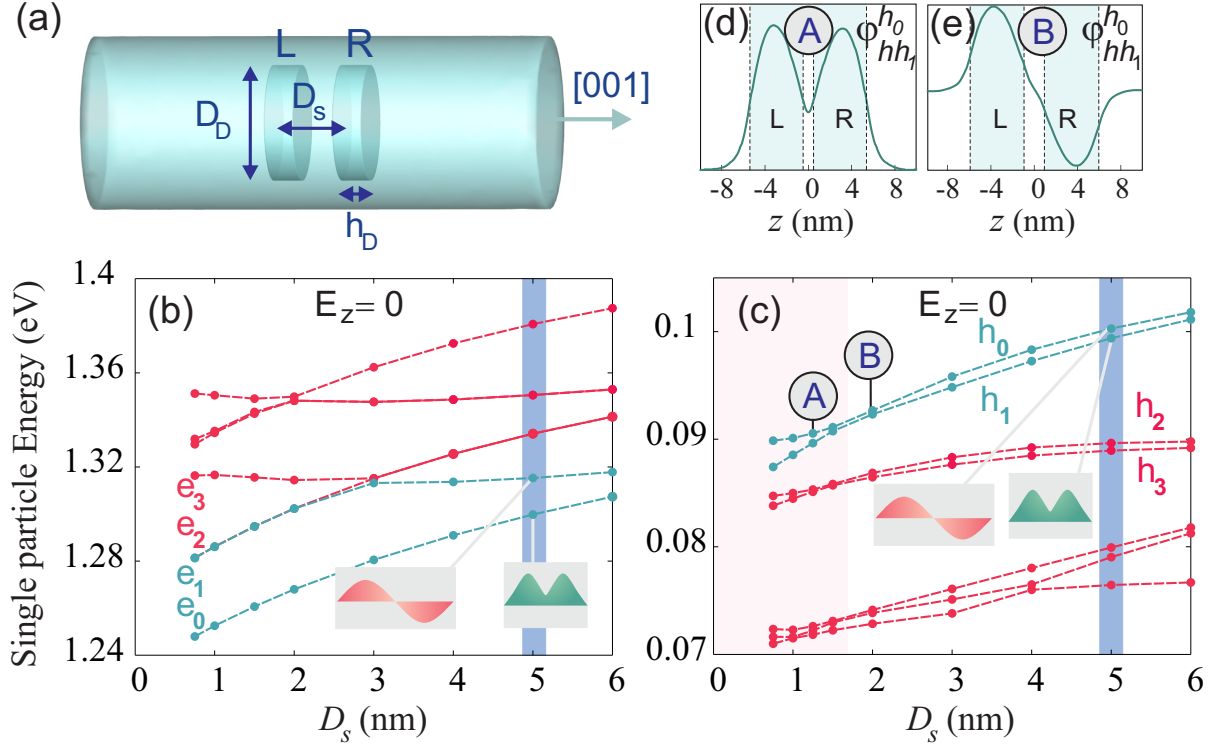 (a)
L R
D_s
D_D
h_D
[001]
(d)
A
φ^{h_0}_{hh_1}
L
R
-8 -4 0 4 8
z (nm)
(e)
B
φ^{h_0}_{hh_1}
L
R
-8 -4 0 4 8
z (nm)
(b)
E_z= 0
Single particle Energy (eV)
1.4
1.36
1.32
1.28
1.24
e_3
e_2
e_1
e_0
0 1 2 3 4 5 6
D_s (nm)
(c)
E_z= 0
0.1
0.09
0.08
0.07
A
B
h_0
h_1
h_2
h_3
0 1 2 3 4 5 6
D_s (nm)